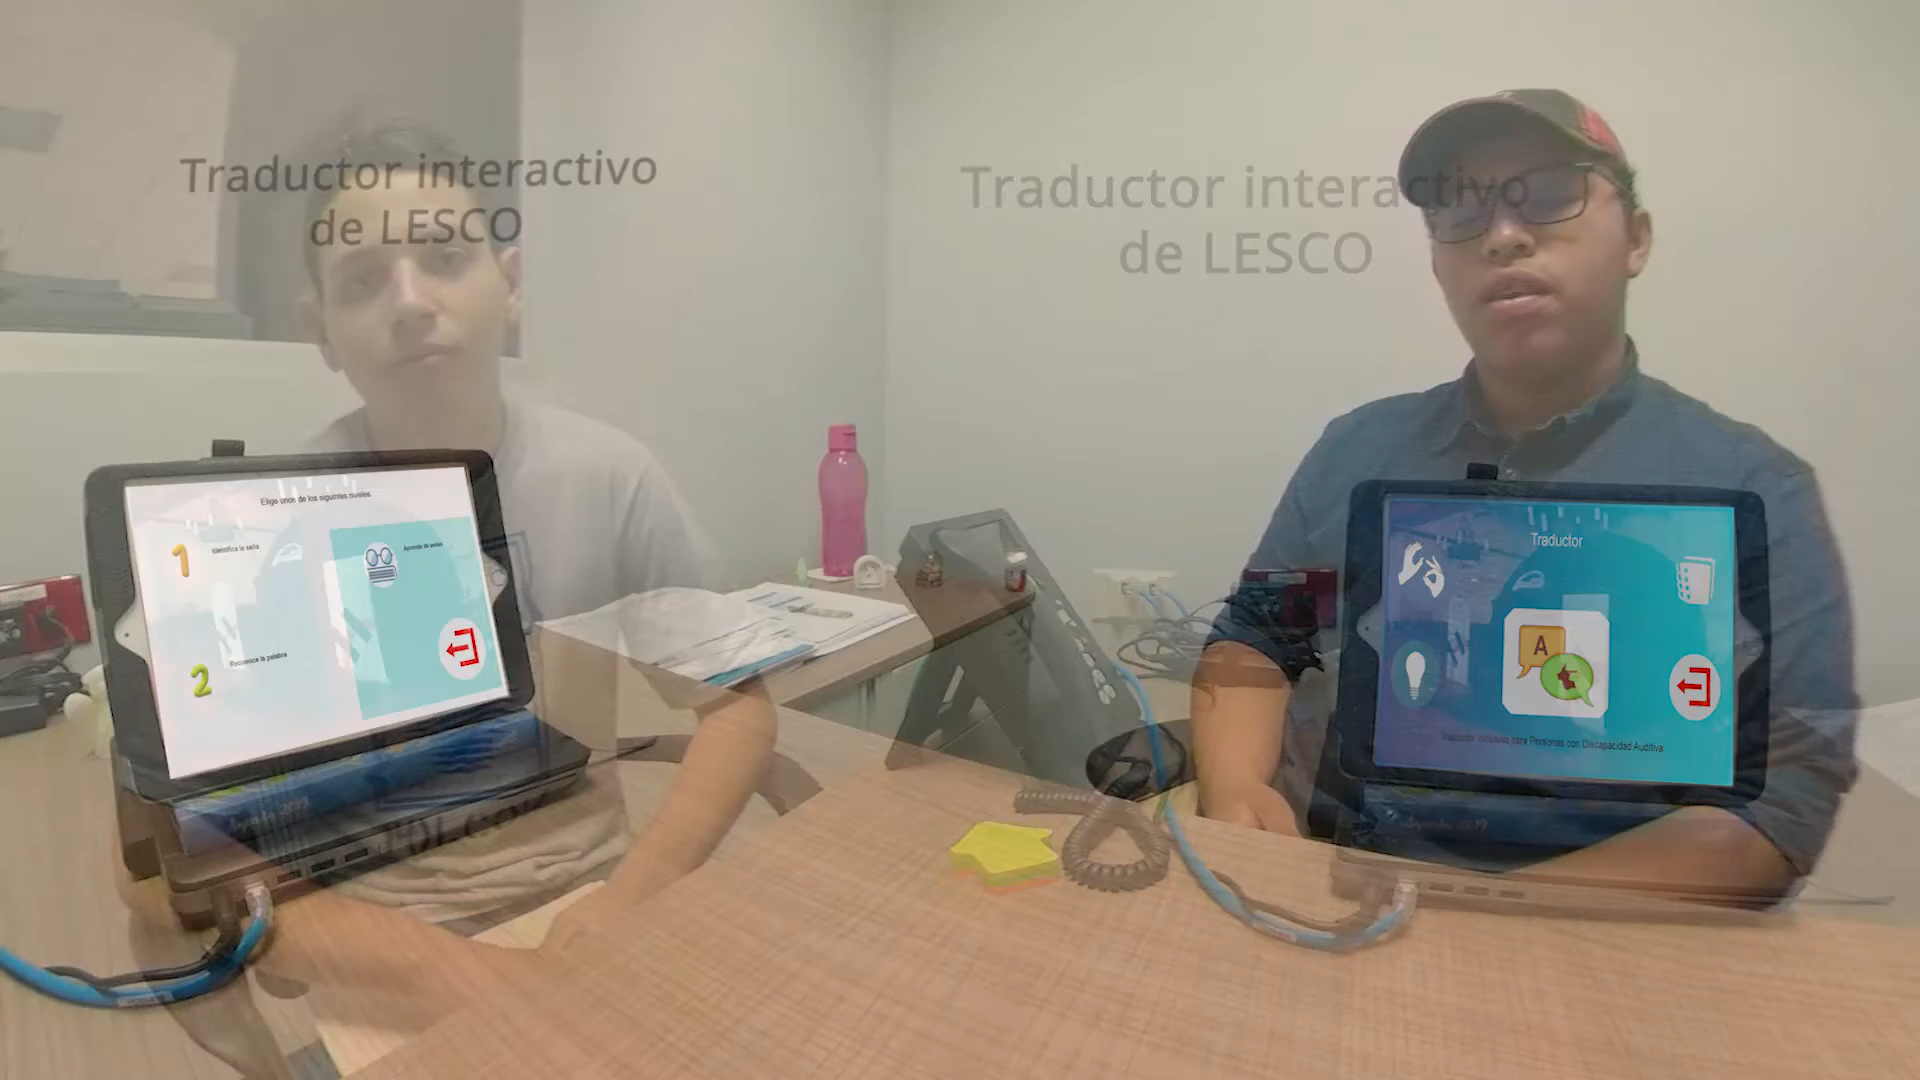 Traductor interactivo
de LESCO
Traductor interactivo
de LESCO
Elige unos de los siguientes niveles
1
Identifica la seña
Aprende de señas
2
Reconoce la palabra
Traductor
A
Traductor inclusivo para Personas con Discapacidad Auditiva